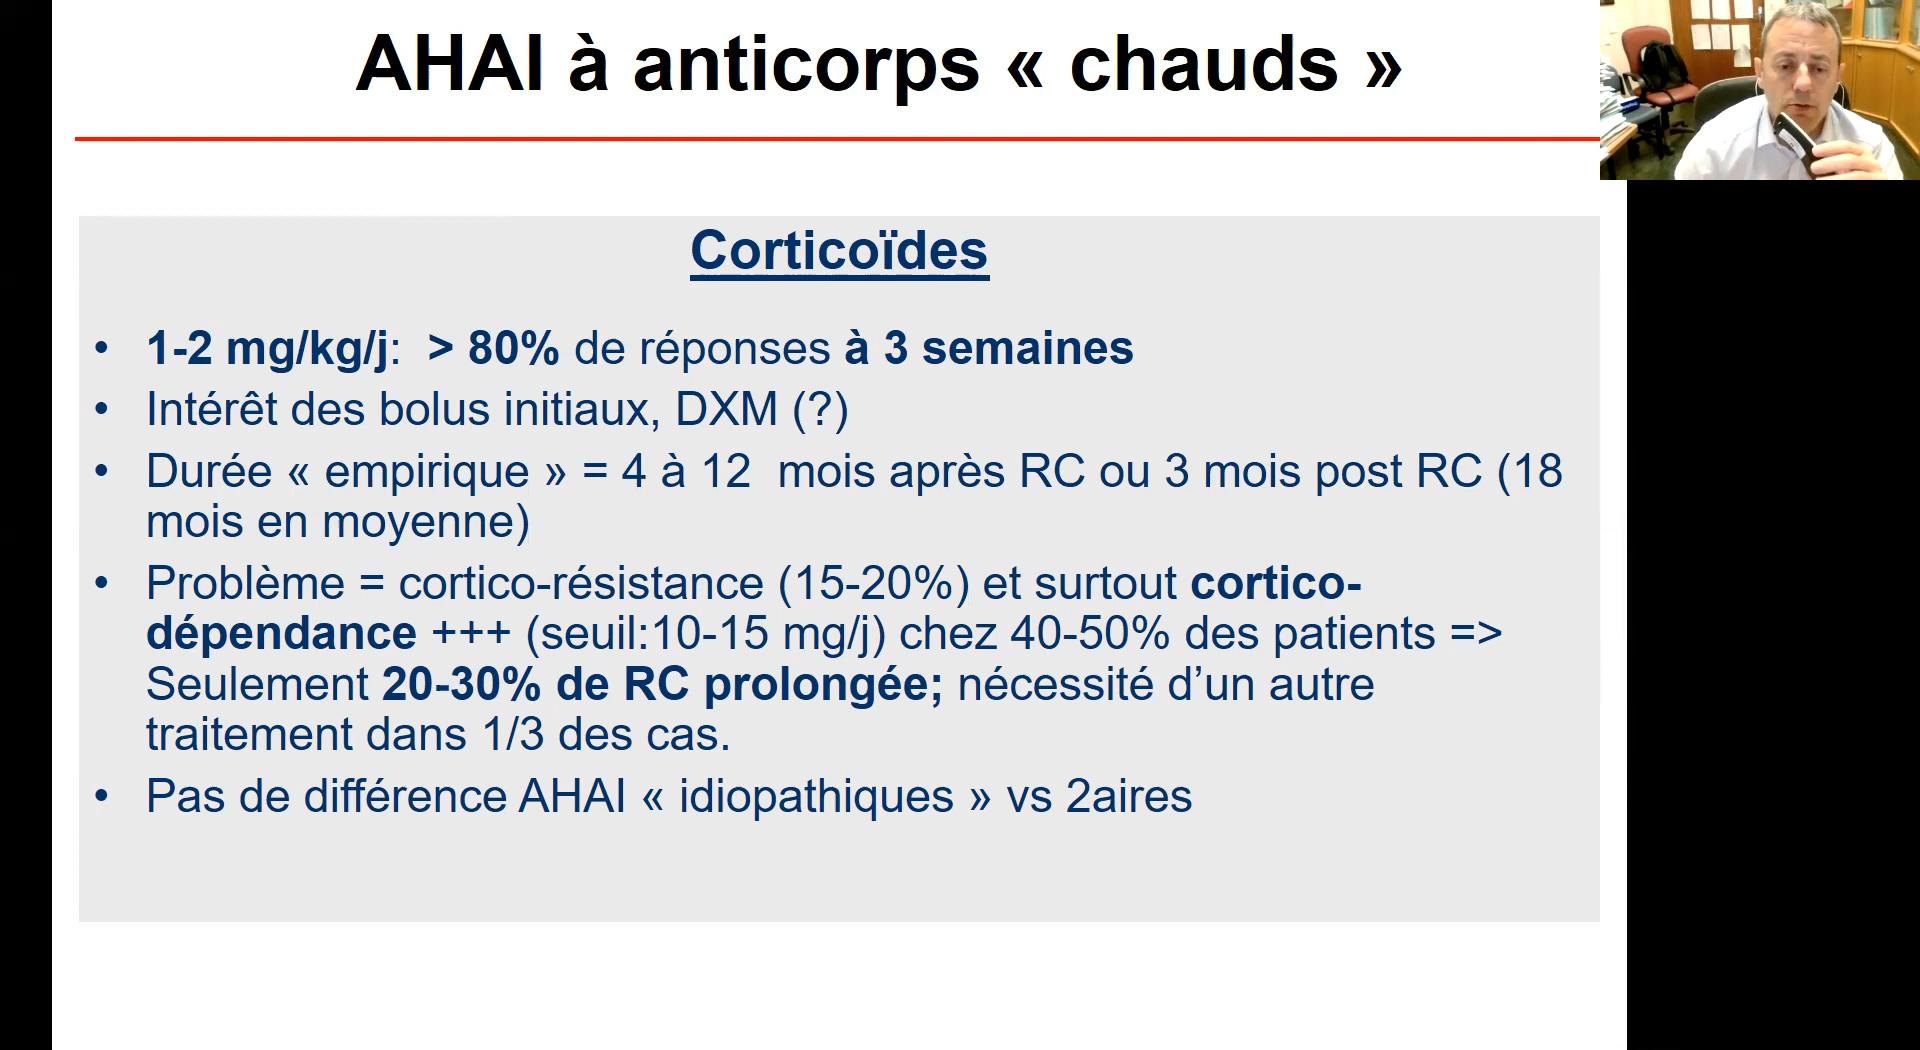 AHAI à anticorps « chauds »
Corticoïdes
• 1-2 mg/kg/j:  > 80% de réponses à 3 semaines
• Intérêt des bolus initiaux, DXM (?)
• Durée « empirique » = 4 à 12  mois après RC ou 3 mois post RC (18
mois en moyenne)
• Problème = cortico-résistance (15-20%) et surtout cortico-
dépendance +++ (seuil:10-15 mg/j) chez 40-50% des patients =>
Seulement 20-30% de RC prolongée; nécessité d’un autre
traitement dans 1/3 des cas.
• Pas de différence AHAI « idiopathiques » vs 2aires